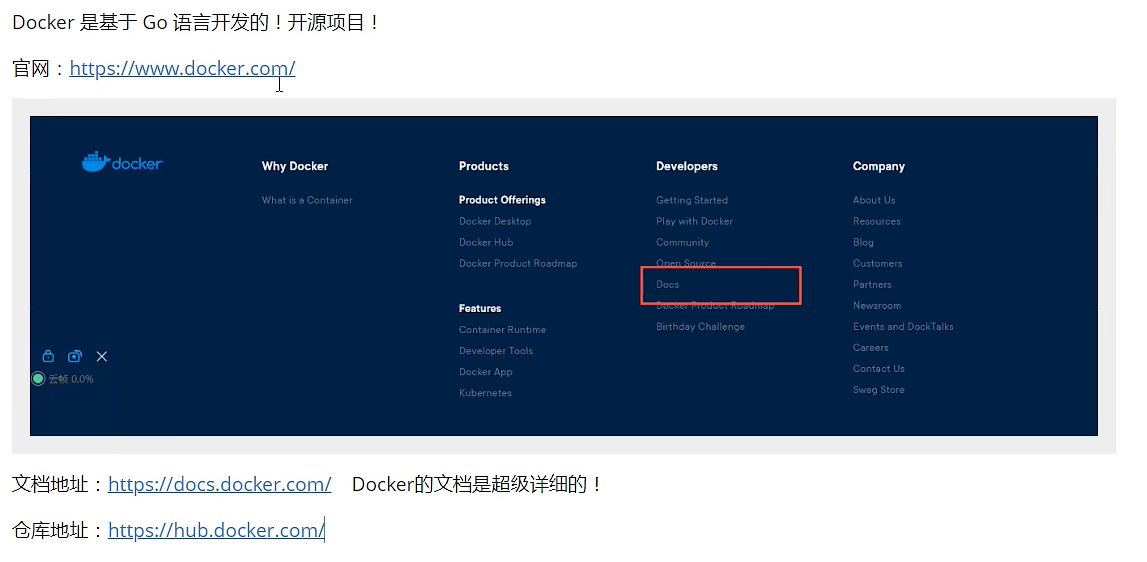 Docker 是基于 Go 语言开发的！开源项目！
官网：https://www.docker.com/
docker
Why Docker
What is a Container
Products
Product Offerings
Docker Desktop
Docker Hub
Docker Product Roadmap
Features
Container Runtime
Developer Tools
Docker App
Kubernetes
Developers
Getting Started
Play with Docker
Community
Open Source
Docs
Docker Product Roadmap
Birthday Challenge
Company
About Us
Resources
Blog
Customers
Partners
Newsroom
Events and DockTalks
Careers
Contact Us
Swag Store
丢帧 0.0%
文档地址：https://docs.docker.com/ Docker的文档是超级详细的！
仓库地址：https://hub.docker.com/